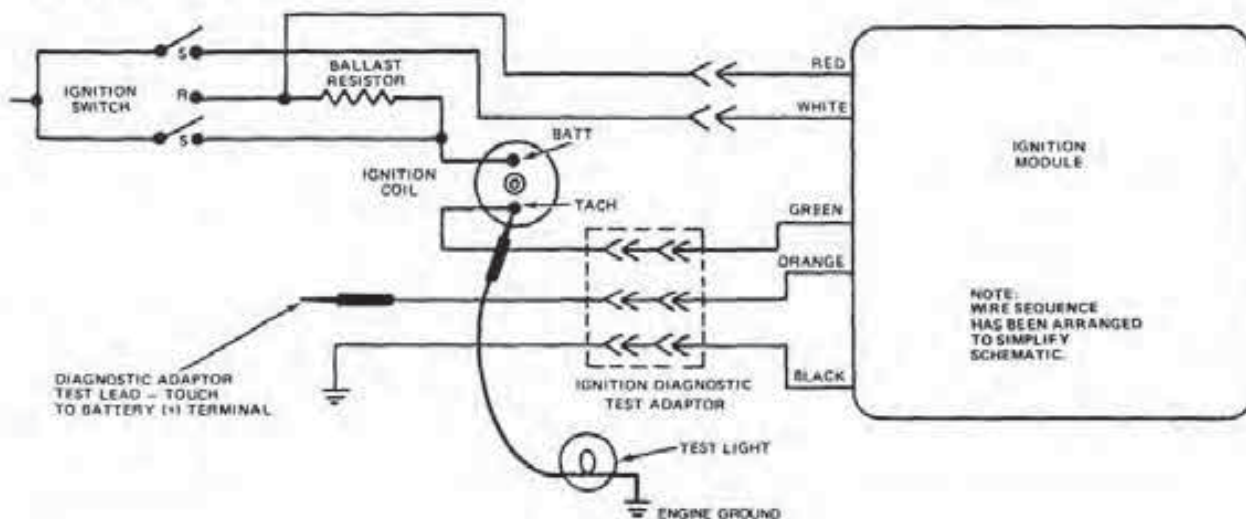 RED
S
BALLAST
RESISTOR
IGNITION
SWITCH
R
WHITE
BATT
S
IGNITION
MODULE
IGNITION
COIL
TACH
GREEN
ORANGE
NOTE:
WIRE SEQUENCE
HAS BEEN ARRANGED
TO SIMPLIFY
SCHEMATIC.
DIAGNOSTIC ADAPTOR
TEST LEAD – TOUCH
TO BATTERY (+) TERMINAL
IGNITION DIAGNOSTIC
TEST ADAPTOR
BLACK
TEST LIGHT
ENGINE GROUND